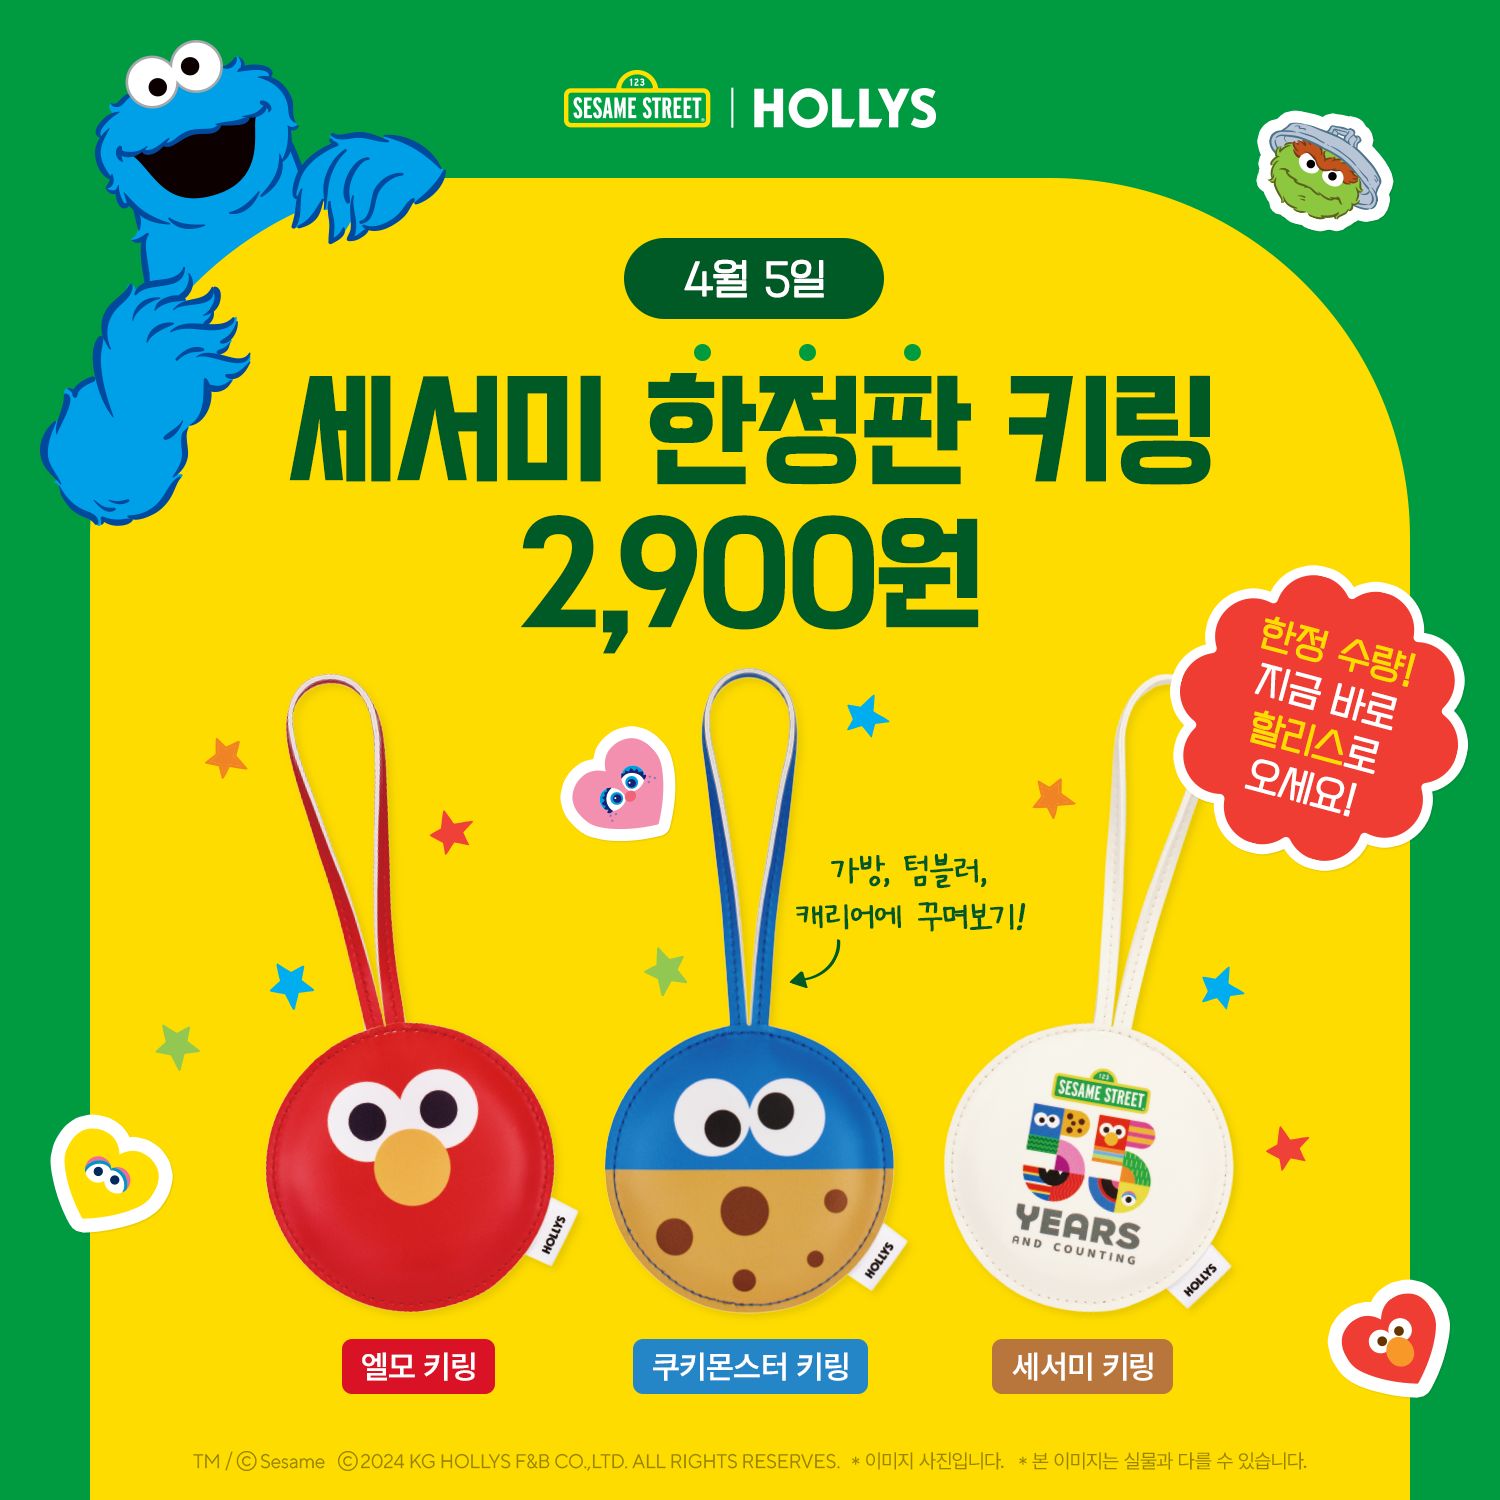 123
SESAME STREET
HOLLYS
4월 5일
세서미 한정판 키링
2,900원
한정 수량!
지금 바로
할리스로
오세요!
가방, 텀블러,
캐리어에 꾸며보기!
HOLLYS
HOLLYS
123
SESAME STREET
55
YEARS
AND COUNTING
HOLLYS
엘모 키링
쿠키몬스터 키링
세서미 키링
TM / ⓒ Sesame ⓒ 2024 KG HOLLYS F&B CO.,LTD. ALL RIGHTS RESERVED. * 이미지 사진입니다. * 본 이미지는 실물과 다를 수 있습니다.